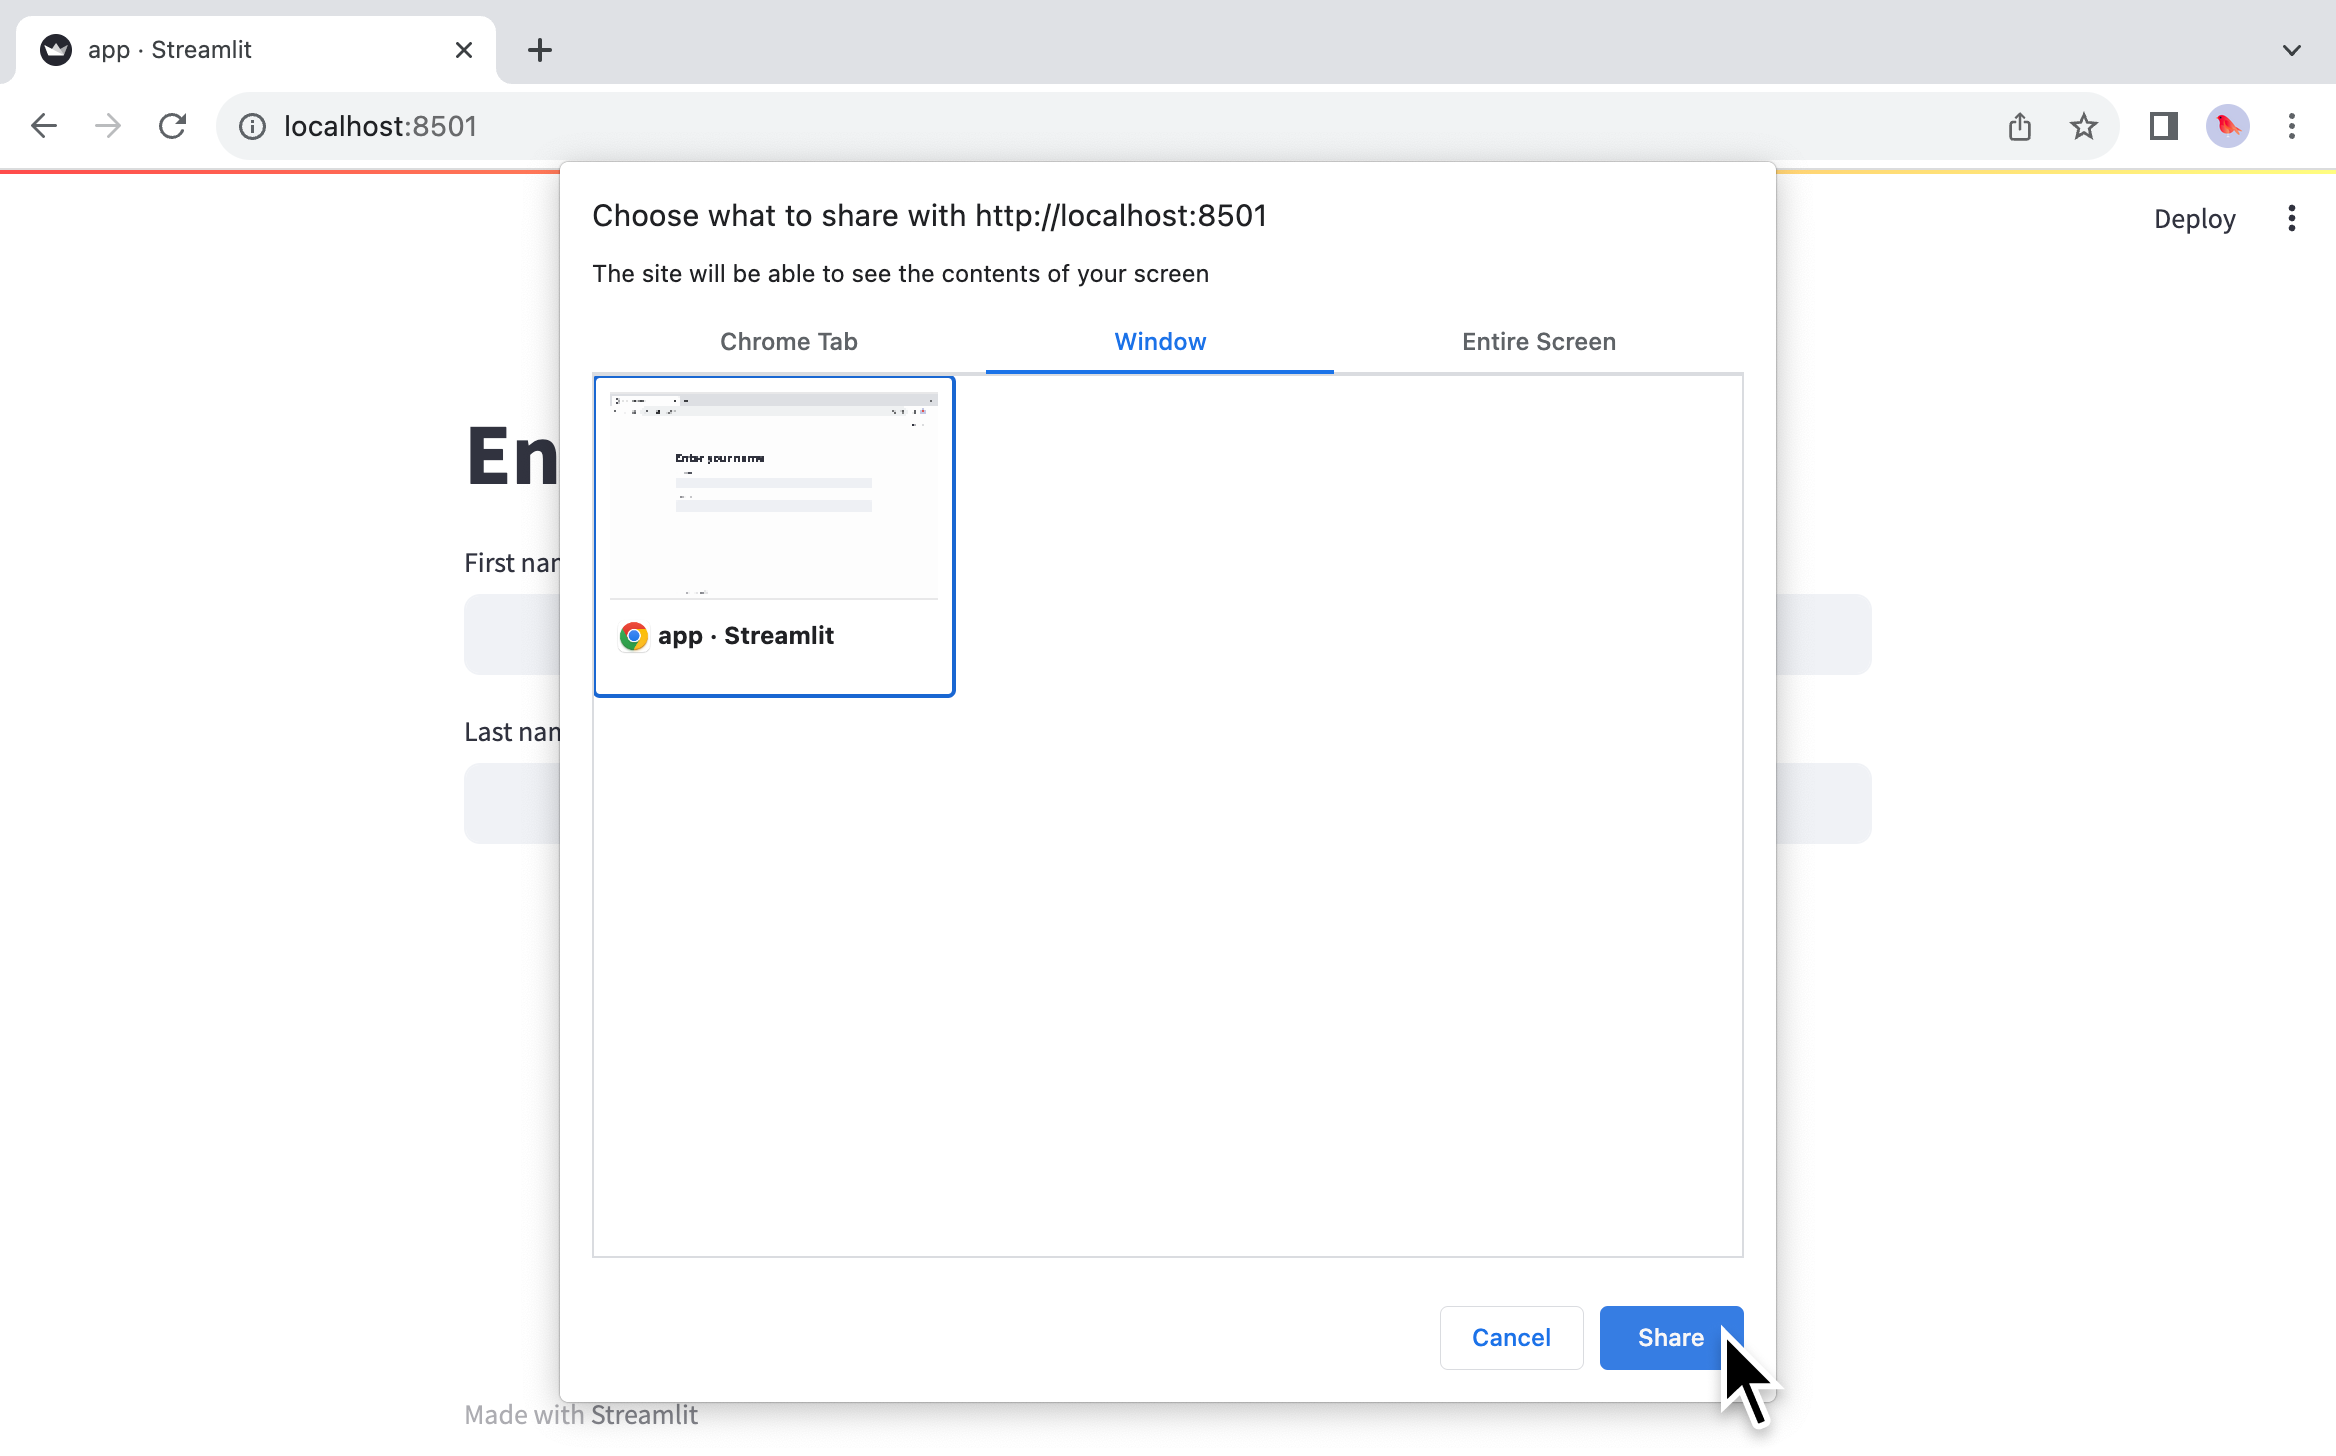 app · Streamlit
localhost:8501
Choose what to share with http://localhost:8501
The site will be able to see the contents of your screen
Deploy
Chrome Tab
Window
Entire Screen
Enter your name
app · Streamlit
En
First nam
Last nam
Cancel
Share
Made with Streamlit